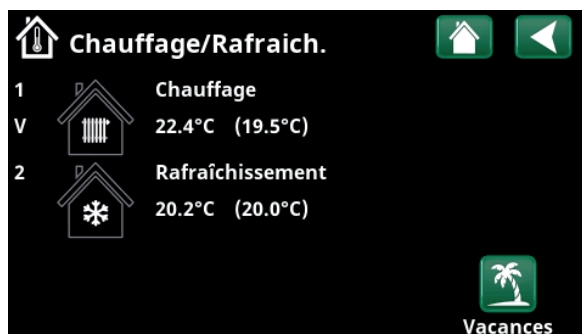 Chauffage/Rafraich.
1 Chauffage
V 22.4°C (19.5°C)
2 Rafraîchissement
20.2°C (20.0°C)
Vacances